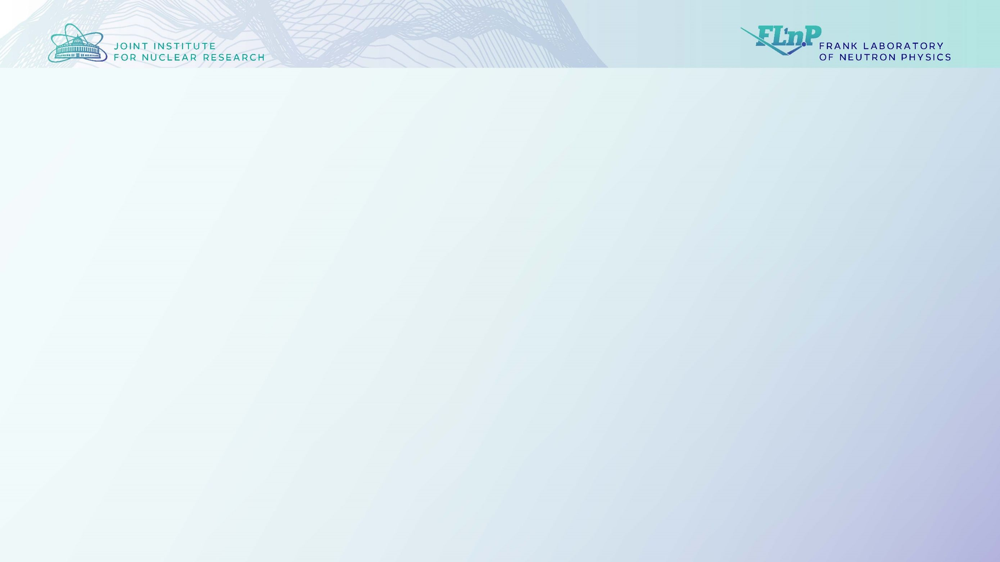 JOINT INSTITUTE
FOR NUCLEAR RESEARCH
FLnP
FRANK LABORATORY
OF NEUTRON PHYSICS